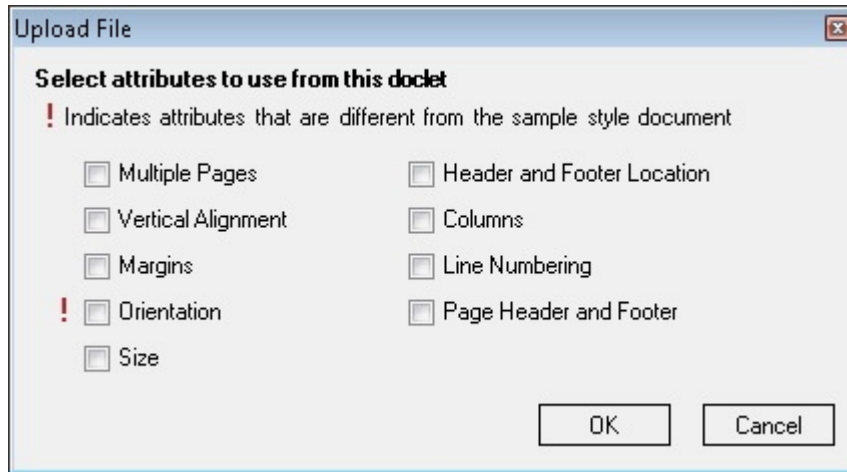 Upload File
Select attributes to use from this doclet
! Indicates attributes that are different from the sample style document
Multiple Pages
Header and Footer Location
Vertical Alignment
Columns
Margins
Line Numbering
! Orientation
Page Header and Footer
Size
OK
Cancel